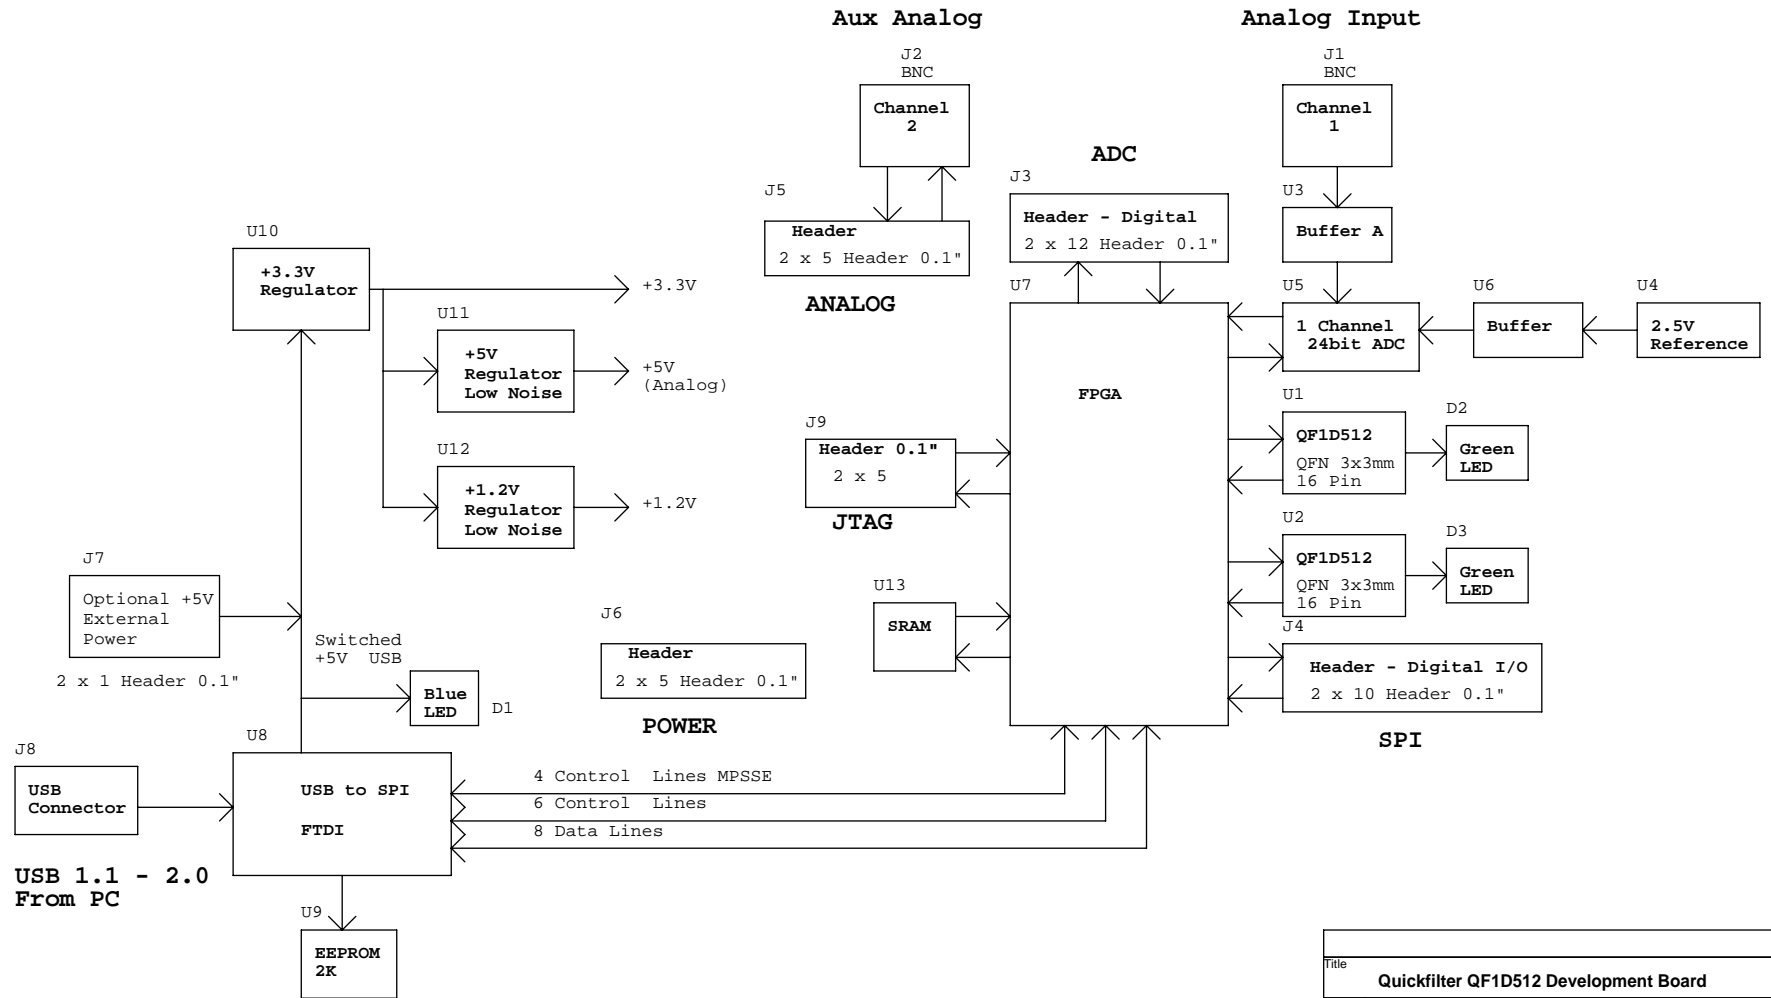 Aux Analog
Analog Input
J2
BNC
Channel
2
J1
BNC
Channel
1
ADC
J5
Header
2 x 5 Header 0.1"
ANALOG
J3
Header - Digital
2 x 12 Header 0.1"
U3
Buffer A
U10
+3.3V
Regulator
+3.3V
U11
+5V
Regulator
Low Noise
+5V
(Analog)
U12
+1.2V
Regulator
Low Noise
+1.2V
U7
FPGA
U5
1 Channel
24bit ADC
U6
Buffer
U4
2.5V
Reference
U1
QF1D512
QFN 3x3mm
16 Pin
D2
Green
LED
J9
Header 0.1"
2 x 5
JTAG
U2
QF1D512
QFN 3x3mm
16 Pin
D3
Green
LED
J7
Optional +5V
External
Power
2 x 1 Header 0.1"
Switched
+5V USB
Blue
LED
D1
J6
Header
2 x 5 Header 0.1"
POWER
U13
SRAM
J4
Header - Digital I/O
2 x 10 Header 0.1"
SPI
J8
USB
Connector
USB 1.1 - 2.0
From PC
U8
USB to SPI
FTDI
4 Control Lines MPSSE
6 Control Lines
8 Data Lines
U9
EEPROM
2K
Title
Quickfilter QF1D512 Development Board